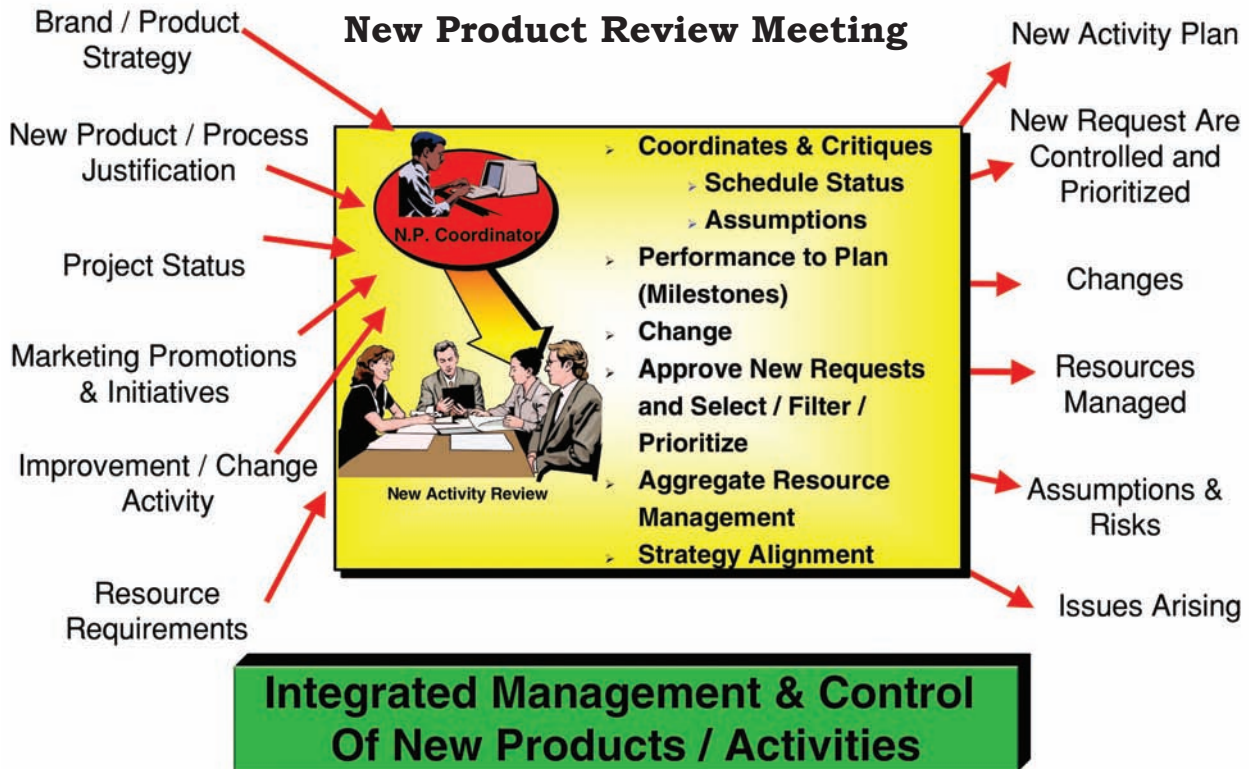 New Product Review Meeting
Brand / Product
Strategy
New Product / Process
Justification
Project Status
Marketing Promotions
& Initiatives
Improvement / Change
Activity
Resource
Requirements
N.P. Coordinator
New Activity Review
➢ Coordinates & Critiques
➢ Schedule Status
➢ Assumptions
➢ Performance to Plan
(Milestones)
➢ Change
➢ Approve New Requests
and Select / Filter /
Prioritize
➢ Aggregate Resource
Management
➢ Strategy Alignment
New Activity Plan
New Request Are
Controlled and
Prioritized
Changes
Resources
Managed
Assumptions &
Risks
Issues Arising
Integrated Management & Control
Of New Products / Activities